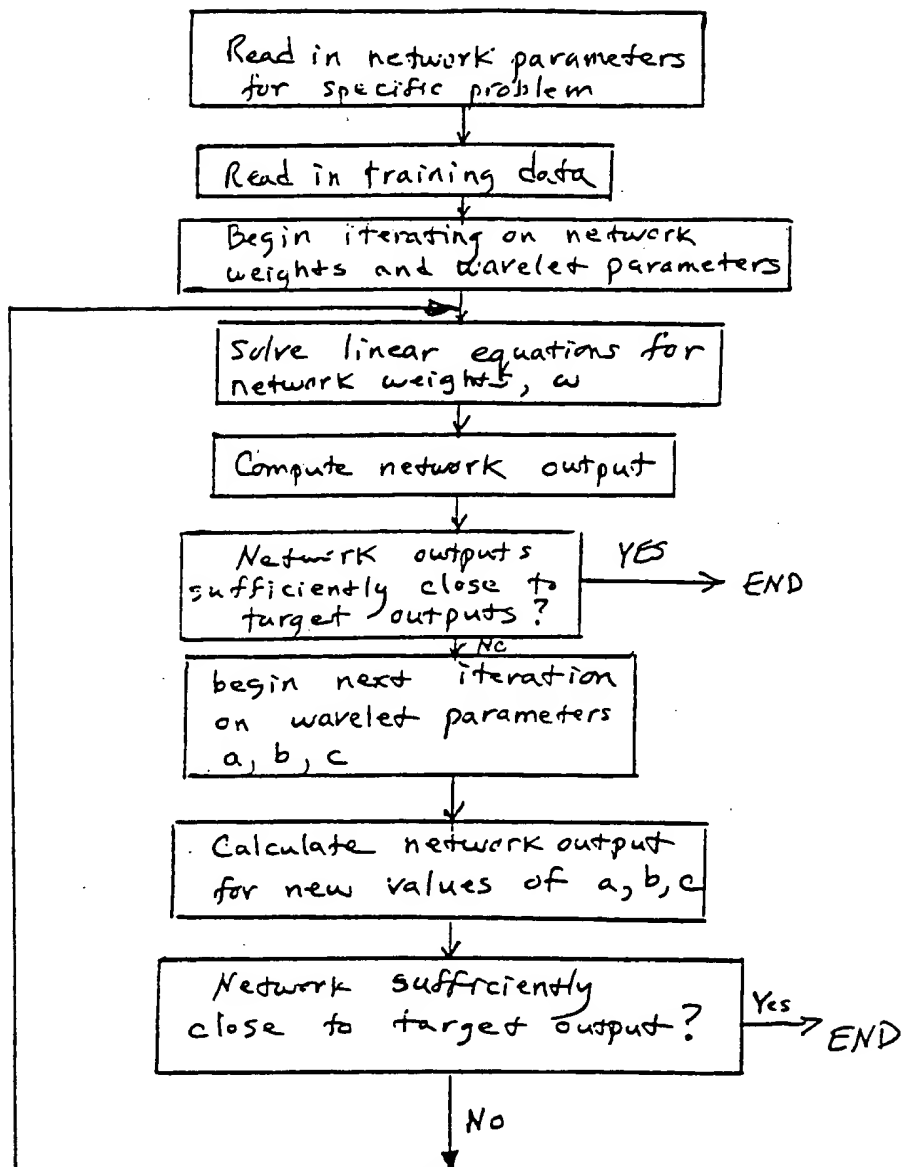 Read in network parameters
for specific problem
Read in training data
Begin iterating on network
weights and wavelet parameters
Solve linear equations for
network weights, ω
Compute network output
Network outputs
sufficiently close to
target outputs?
YES
END
No
begin next iteration
on wavelet parameters
a, b, c
Calculate network output
for new values of a, b, c
Network sufficiently
close to target output?
Yes
END
No